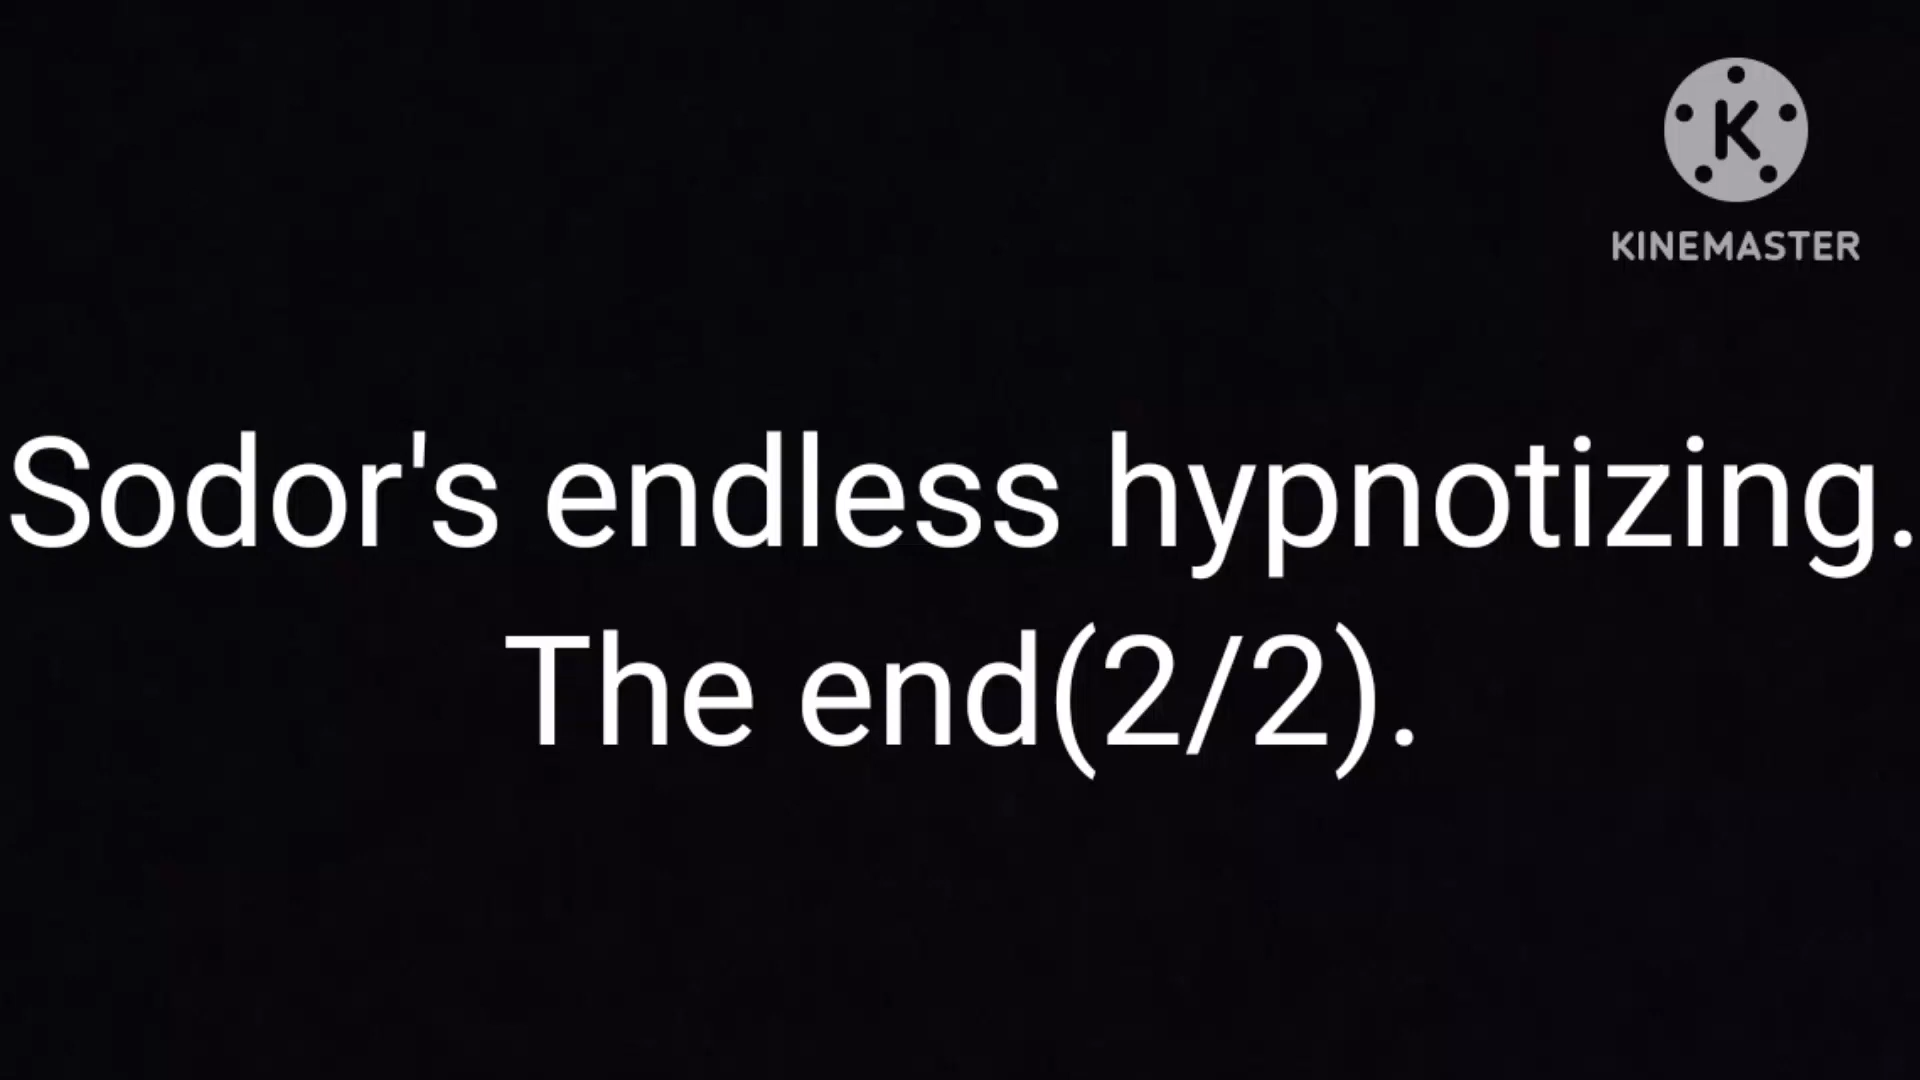 K
KINEMASTER
Sodor's endless hypnotizing.
The end(2/2).